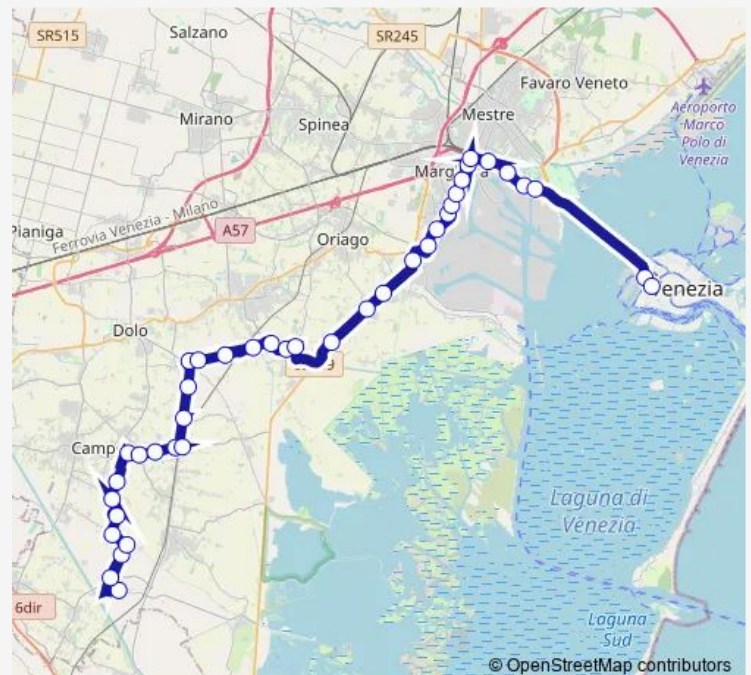 SR515
Salzano
SR245
Favaro Veneto
Mestre
Aeroporto
Marco
Polo di
Venezia
Mirano
Spinea
Pianiga
Ferrovia Venezia - Milano
A57
Oriago
enezia
Dolo
Camp
Laguna di
Venezia
6dir
Laguna
Sud
© OpenStreetMap contributors